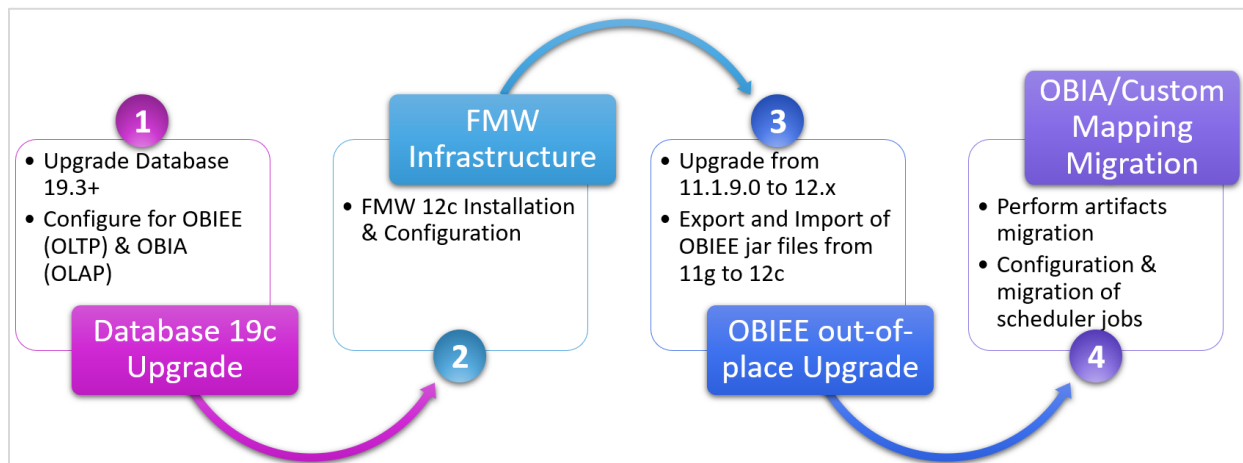 1
• Upgrade Database
19.3+
• Configure for OBIEE
(OLTP) & OBIA
(OLAP)
Database 19c
Upgrade
FMW
Infrastructure
• FMW 12c Installation
& Configuration
2
3
• Upgrade from
11.1.9.0 to 12.x
• Export and Import of
OBIEE jar files from
11g to 12c
OBIEE out-of-
place Upgrade
OBIA/Custom
Mapping
Migration
• Perform artifacts
migration
• Configuration &
migration of
scheduler jobs
4